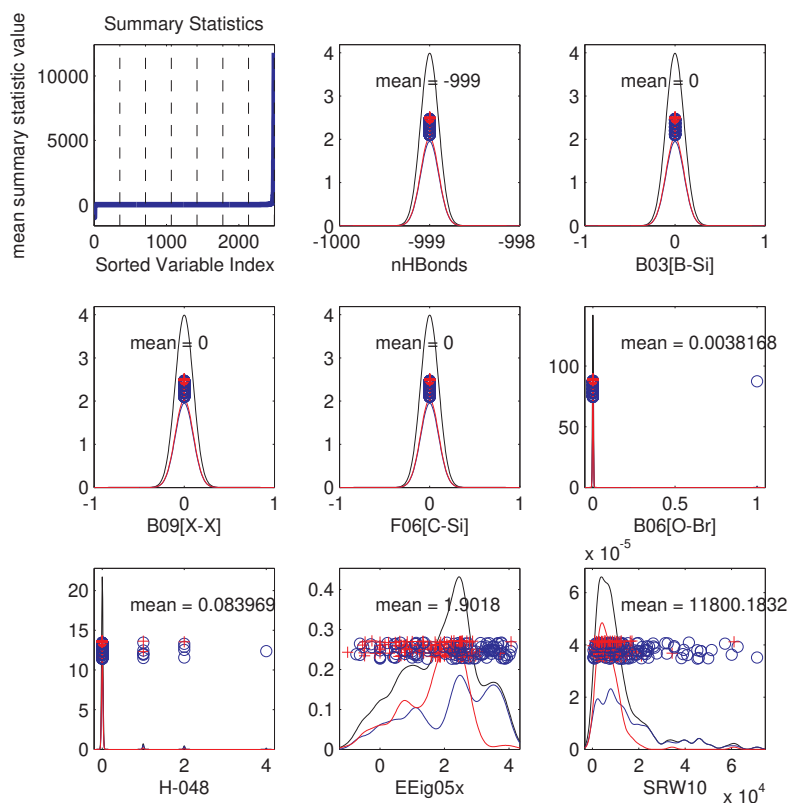 Summary Statistics
mean summary statistic value
10000
5000
0
0 1000 2000
Sorted Variable Index
mean = -999
4
3
2
1
0
-1000 -999 -998
nHBonds
mean = 0
4
3
2
1
0
-1 0 1
B03[B-Si]
mean = 0
4
3
2
1
0
-1 0 1
B09[X-X]
mean = 0
4
3
2
1
0
-1 0 1
F06[C-Si]
mean = 0.0038168
100
50
0
0 0.5 1
B06[O-Br]
mean = 0.083969
20
15
10
5
0
0 2 4
H-048
mean = 1.9018
0.4
0.3
0.2
0.1
0
0 2 4
EEig05x
x 10^-5
mean = 11800.1832
6
4
2
0
0 2 4 6
SRW10
x 10^4